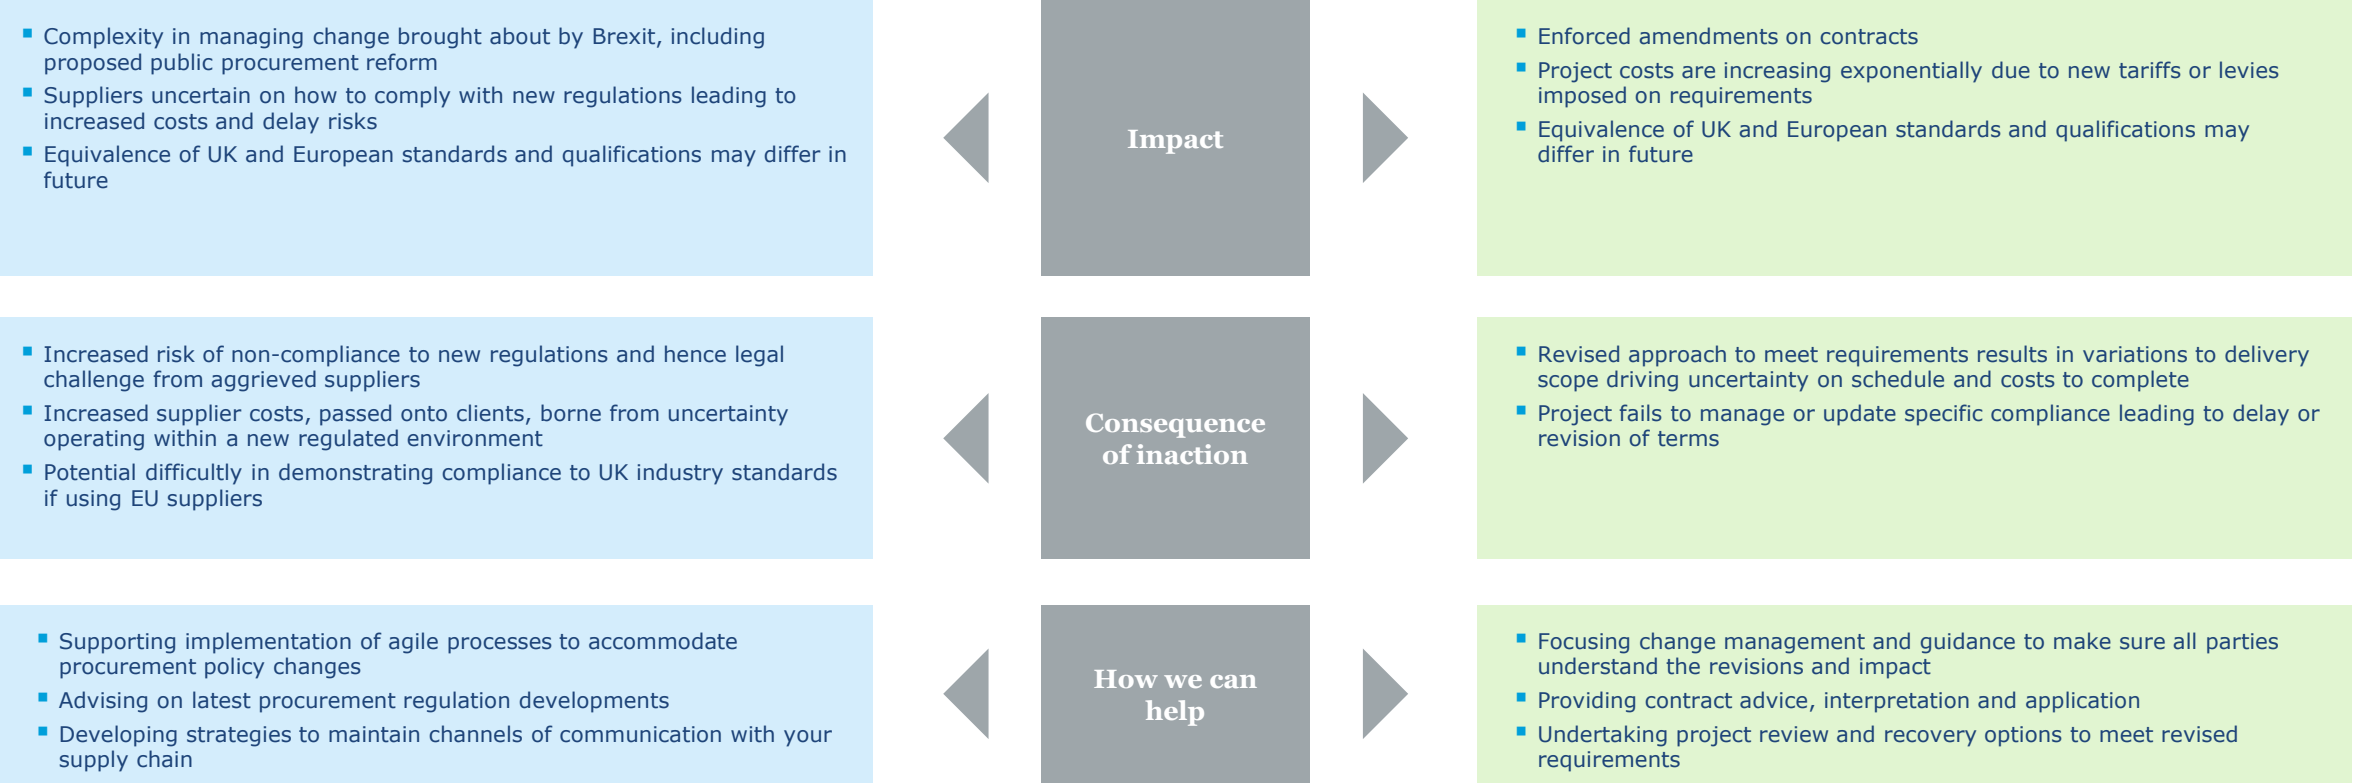 ▪ Complexity in managing change brought about by Brexit, including
proposed public procurement reform
▪ Suppliers uncertain on how to comply with new regulations leading to
increased costs and delay risks
▪ Equivalence of UK and European standards and qualifications may differ in
future
Impact
▪ Enforced amendments on contracts
▪ Project costs are increasing exponentially due to new tariffs or levies
imposed on requirements
▪ Equivalence of UK and European standards and qualifications may
differ in future
▪ Increased risk of non-compliance to new regulations and hence legal
challenge from aggrieved suppliers
▪ Increased supplier costs, passed onto clients, borne from uncertainty
operating within a new regulated environment
▪ Potential difficultly in demonstrating compliance to UK industry standards
if using EU suppliers
Consequence
of inaction
▪ Revised approach to meet requirements results in variations to delivery
scope driving uncertainty on schedule and costs to complete
▪ Project fails to manage or update specific compliance leading to delay or
revision of terms
▪ Supporting implementation of agile processes to accommodate
procurement policy changes
▪ Advising on latest procurement regulation developments
▪ Developing strategies to maintain channels of communication with your
supply chain
How we can
help
▪ Focusing change management and guidance to make sure all parties
understand the revisions and impact
▪ Providing contract advice, interpretation and application
▪ Undertaking project review and recovery options to meet revised
requirements